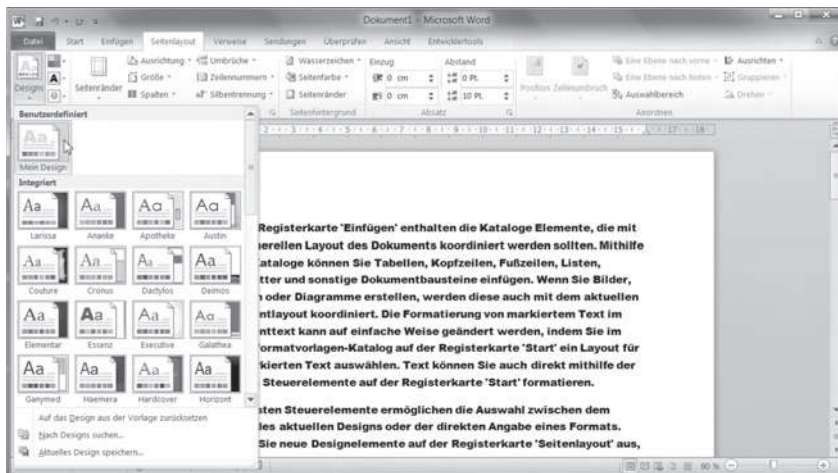 Dokument1 - Microsoft Word
Datei Start Einfügen Seitenlayout Verweise Sendungen Überprüfen Ansicht Entwicklertools
Designs
Seitenränder
Ausrichtung
Größe
Spalten
Umbrüche
Zeilennummern
Silbentrennung
Wasserzeichen
Seitenfarbe
Seitenränder
Seitenhintergrund
Einzug
0 cm
0 cm
Abstand
0 Pt.
10 Pt.
Absatz
Position Zeilenumbruch
Eine Ebene nach vorne
Eine Ebene nach hinten
Auswahlbereich
Ausrichten
Gruppieren
Drehen
Anordnen
Benutzerdefiniert
Mein Design
Integriert
Larissa Ananke Apotheke Austin
Couture Cronus Dactylos Deimos
Elementar Essenz Executive Galathea
Ganymed Haemera Hardcover Horizont
Auf das Design aus der Vorlage zurücksetzen
Nach Designs suchen...
Aktuelles Design speichern...
Registerkarte 'Einfügen' enthalten die Kataloge Elemente, die mit
erellen Layout des Dokuments koordiniert werden sollten. Mithilfe
ataloge können Sie Tabellen, Kopfzeilen, Fußzeilen, Listen,
tter und sonstige Dokumentbausteine einfügen. Wenn Sie Bilder,
n oder Diagramme erstellen, werden diese auch mit dem aktuellen
entlayout koordiniert. Die Formatierung von markiertem Text im
enttext kann auf einfache Weise geändert werden, indem Sie im
ormatvorlagen-Katalog auf der Registerkarte 'Start' ein Layout für
rkierten Text auswählen. Text können Sie auch direkt mithilfe der
Steuerelemente auf der Registerkarte 'Start' formatieren.
sten Steuerelemente ermöglichen die Auswahl zwischen dem
les aktuellen Designs oder der direkten Angabe eines Formats.
Sie neue Designelemente auf der Registerkarte 'Seitenlayout' aus,
90 %